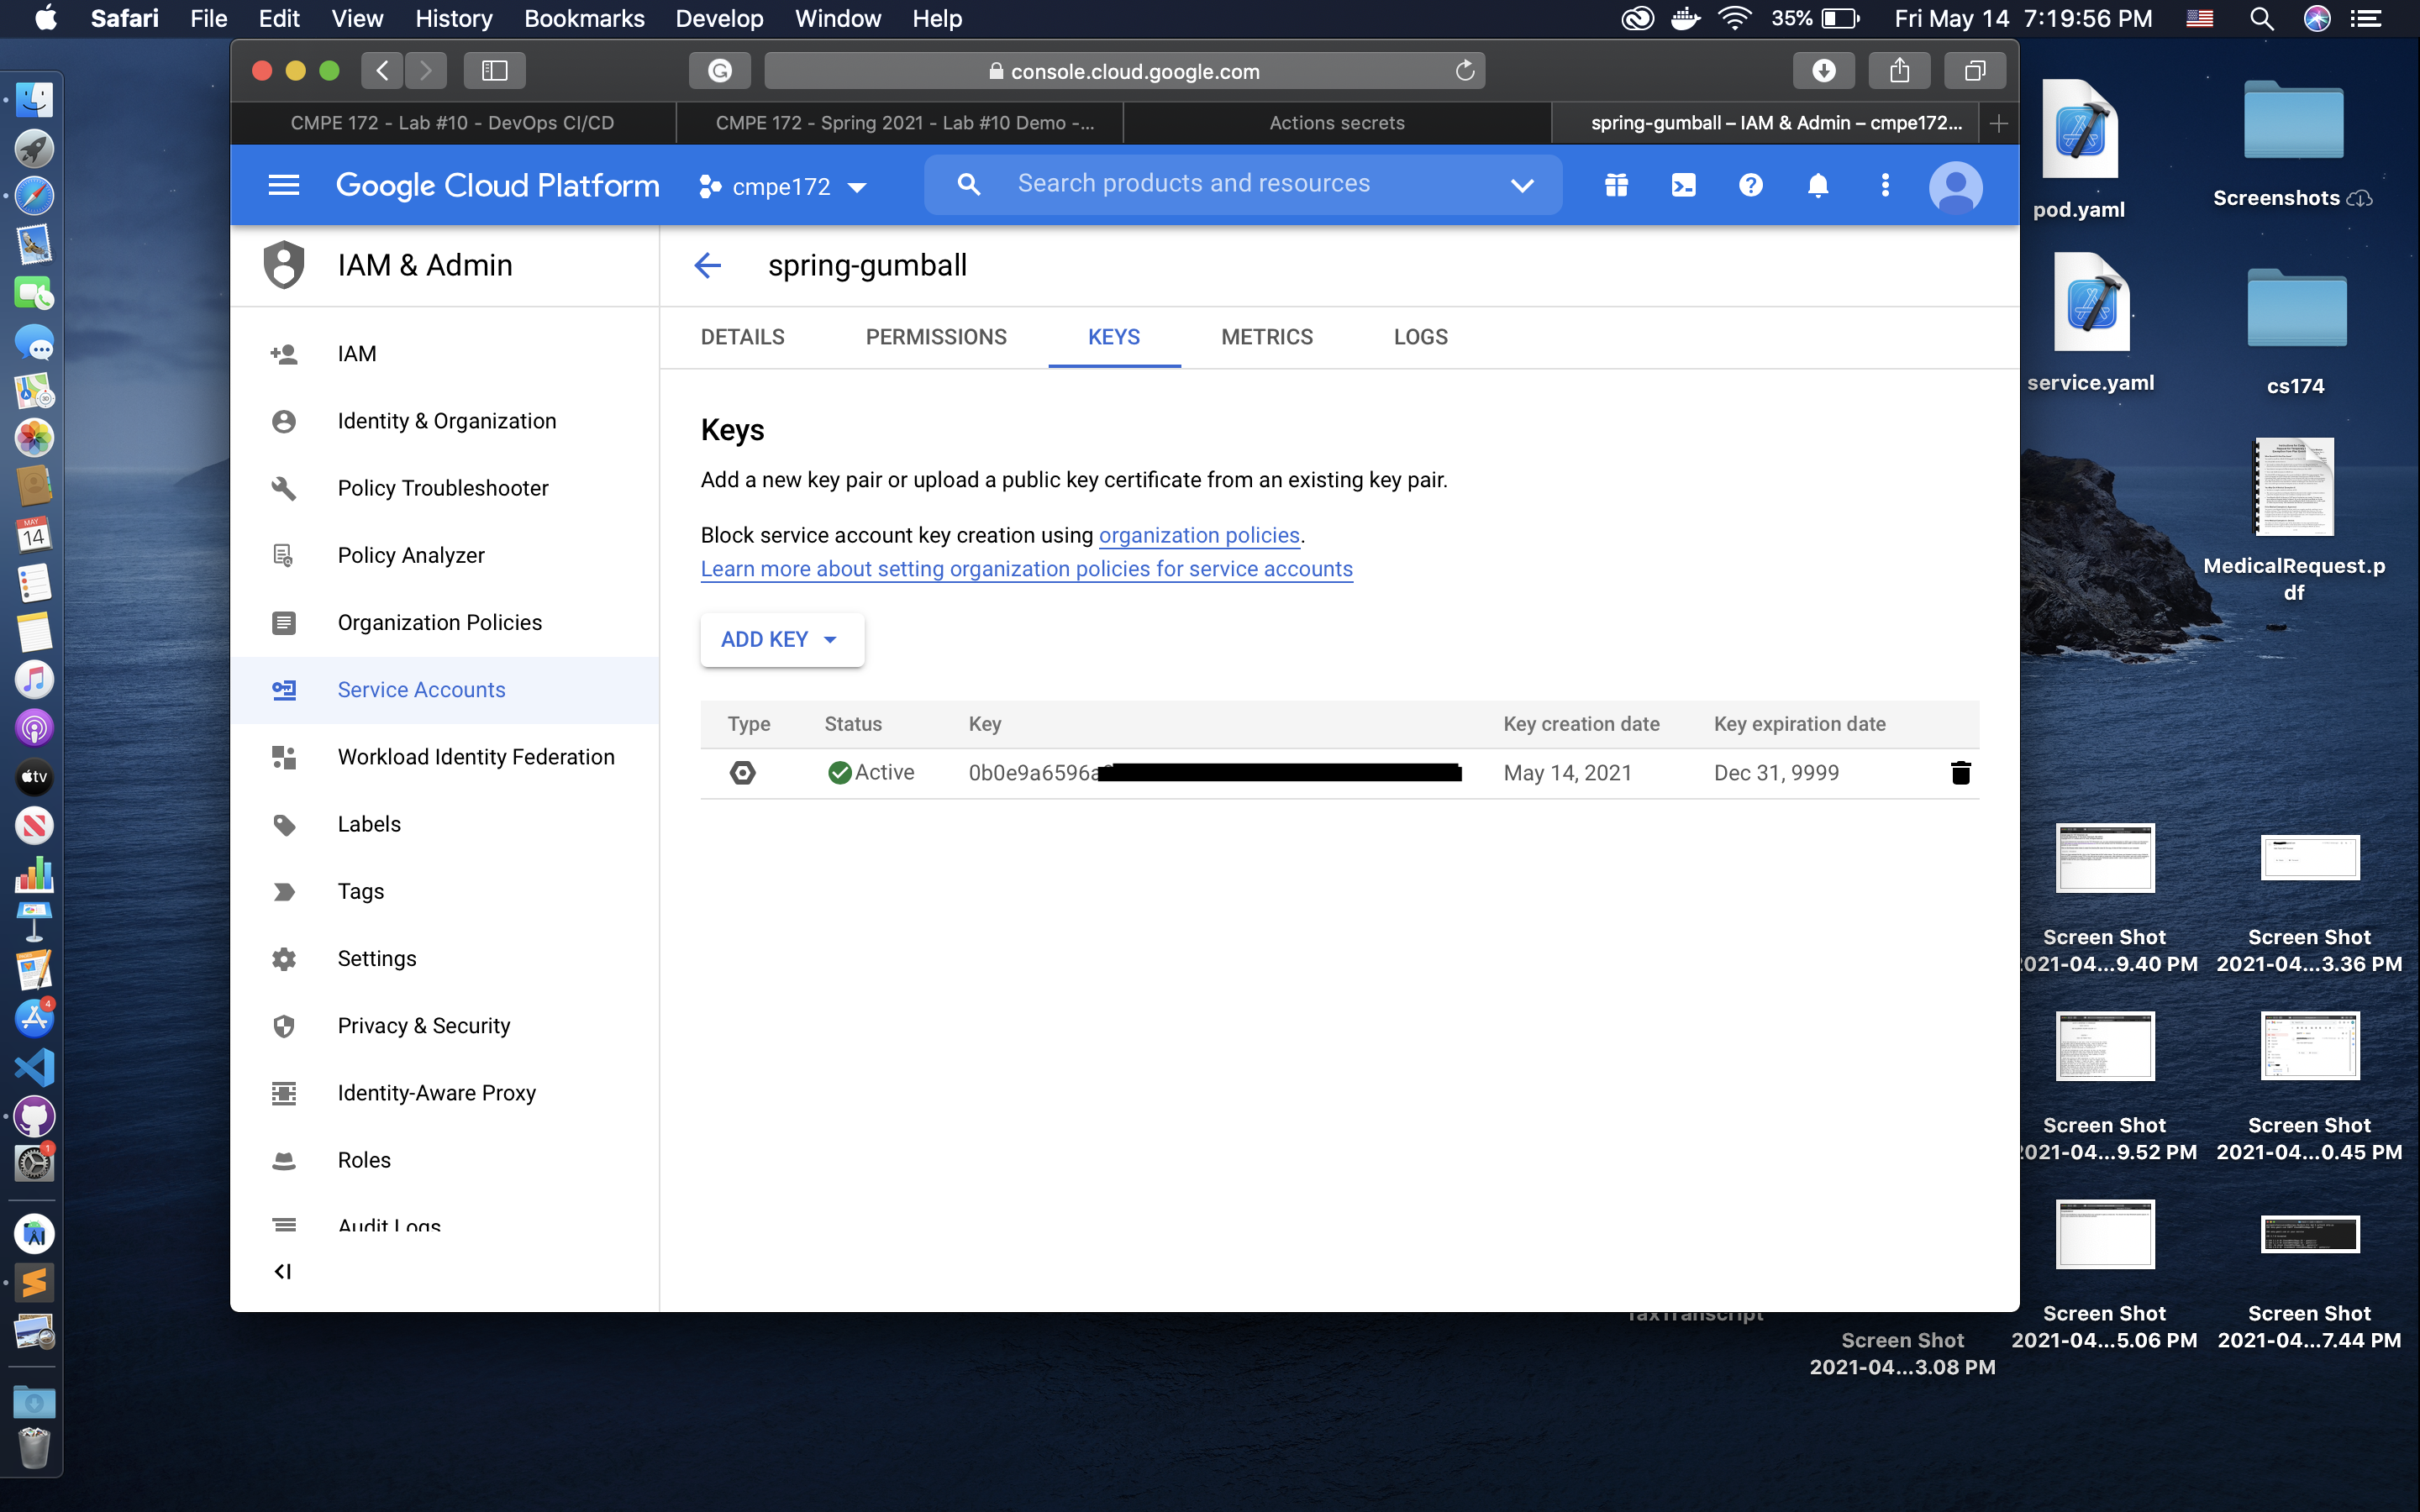 Safari File Edit View History Bookmarks Develop Window Help
35% Fri May 14 7:19:56 PM
console.cloud.google.com
CMPE 172 - Lab #10 - DevOps CI/CD
CMPE 172 - Spring 2021 - Lab #10 Demo -...
Actions secrets
spring-gumball – IAM & Admin – cmpe172...
Google Cloud Platform
cmpe172
Search products and resources
IAM & Admin
spring-gumball
DETAILS PERMISSIONS KEYS METRICS LOGS
IAM
Identity & Organization
Policy Troubleshooter
Policy Analyzer
Organization Policies
Service Accounts
Workload Identity Federation
Labels
Tags
Settings
Privacy & Security
Identity-Aware Proxy
Roles
Audit Logs
Keys
Add a new key pair or upload a public key certificate from an existing key pair.
Block service account key creation using organization policies.
Learn more about setting organization policies for service accounts
ADD KEY
Type Status Key Key creation date Key expiration date
Active 0b0e9a6596a May 14, 2021 Dec 31, 9999
pod.yaml
Screenshots
service.yaml
cs174
MedicalRequest.p
df
Screen Shot
2021-04...9.40 PM
Screen Shot
2021-04...3.36 PM
Screen Shot
2021-04...9.52 PM
Screen Shot
2021-04...0.45 PM
Screen Shot
2021-04...5.06 PM
Screen Shot
2021-04...7.44 PM
TaxTranscript
Screen Shot
2021-04...3.08 PM
MAY
14
tv
4
1